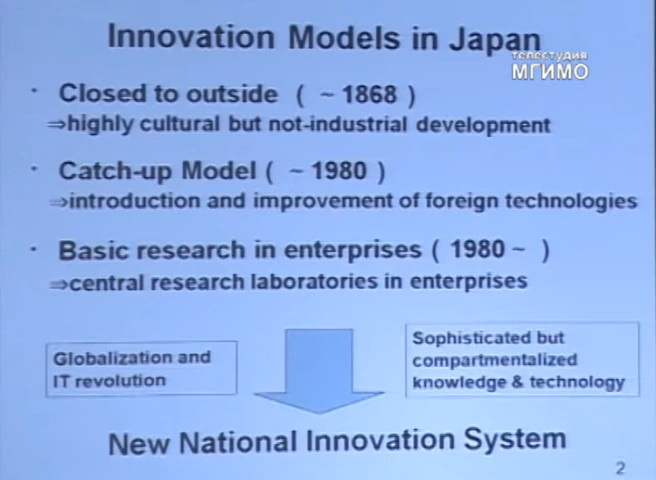 Innovation Models in Japan
телестудия
МГИМО
· Closed to outside ( ~ 1868 )
⇒highly cultural but not-industrial development
· Catch-up Model ( ~ 1980 )
⇒introduction and improvement of foreign technologies
· Basic research in enterprises ( 1980 ~ )
⇒central research laboratories in enterprises
Globalization and
IT revolution
Sophisticated but
compartmentalized
knowledge & technology
New National Innovation System
2